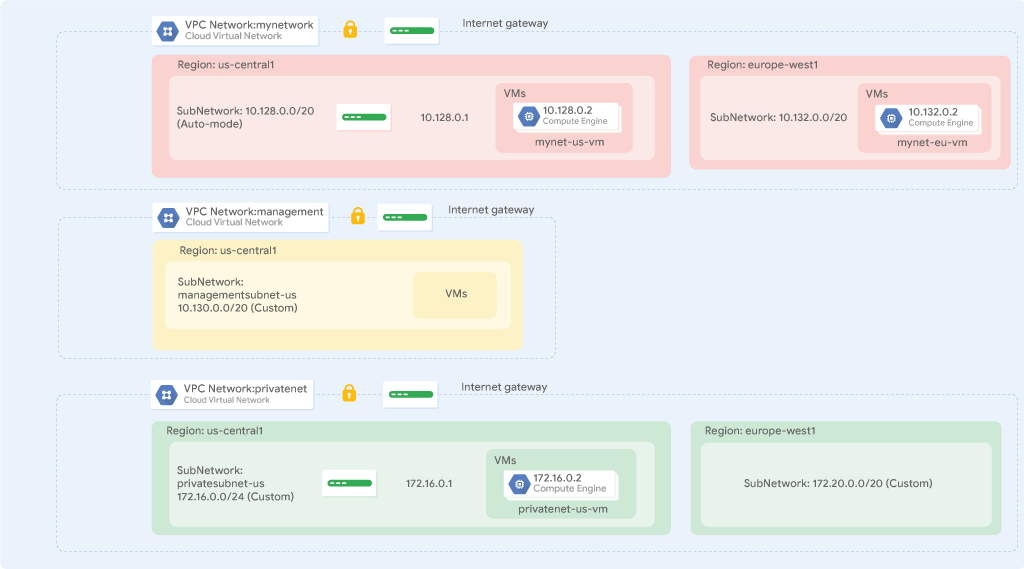 VPC Network:mynetwork
Cloud Virtual Network
Internet gateway
Region: us-central1
SubNetwork: 10.128.0.0/20
(Auto-mode)
10.128.0.1
VMs
10.128.0.2
Compute Engine
mynet-us-vm
Region: europe-west1
SubNetwork: 10.132.0.0/20
VMs
10.132.0.2
Compute Engine
mynet-eu-vm
VPC Network:management
Cloud Virtual Network
Internet gateway
Region: us-central1
SubNetwork:
managementsubnet-us
10.130.0.0/20 (Custom)
VMs
VPC Network:privatenet
Cloud Virtual Network
Internet gateway
Region: us-central1
SubNetwork:
privatesubnet-us
172.16.0.0/24 (Custom)
172.16.0.1
VMs
172.16.0.2
Compute Engine
privatenet-us-vm
Region: europe-west1
SubNetwork: 172.20.0.0/20 (Custom)